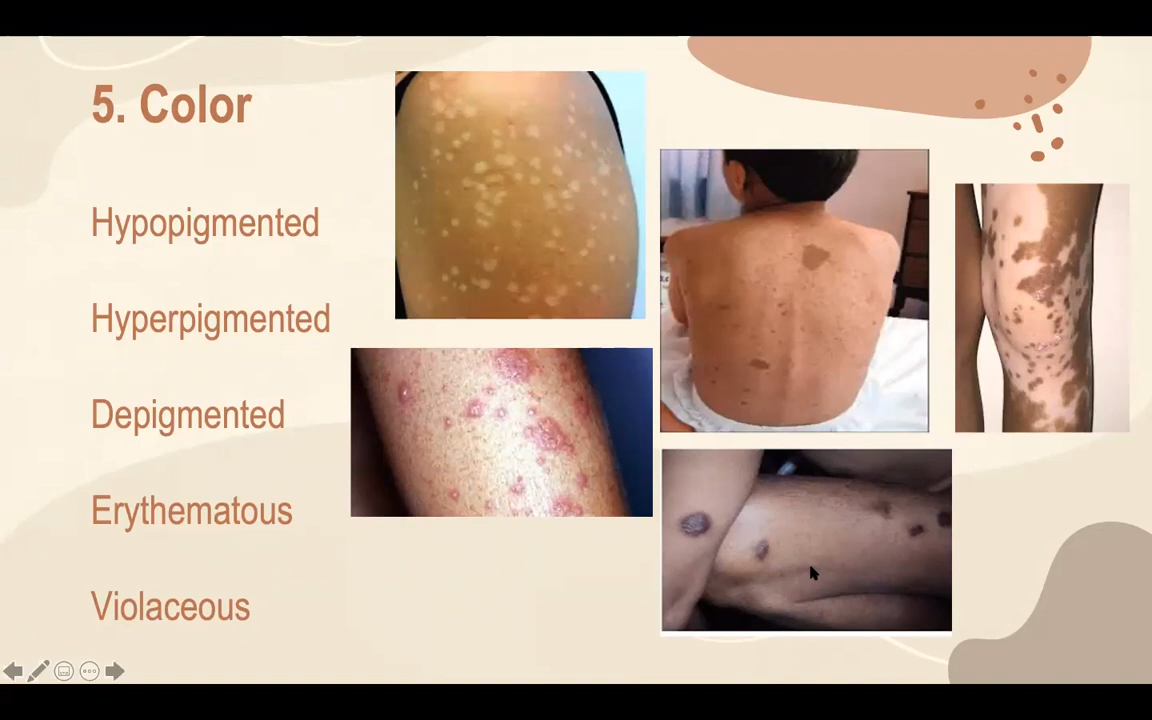 5. Color
Hypopigmented
Hyperpigmented
Depigmented
Erythematous
Violaceous